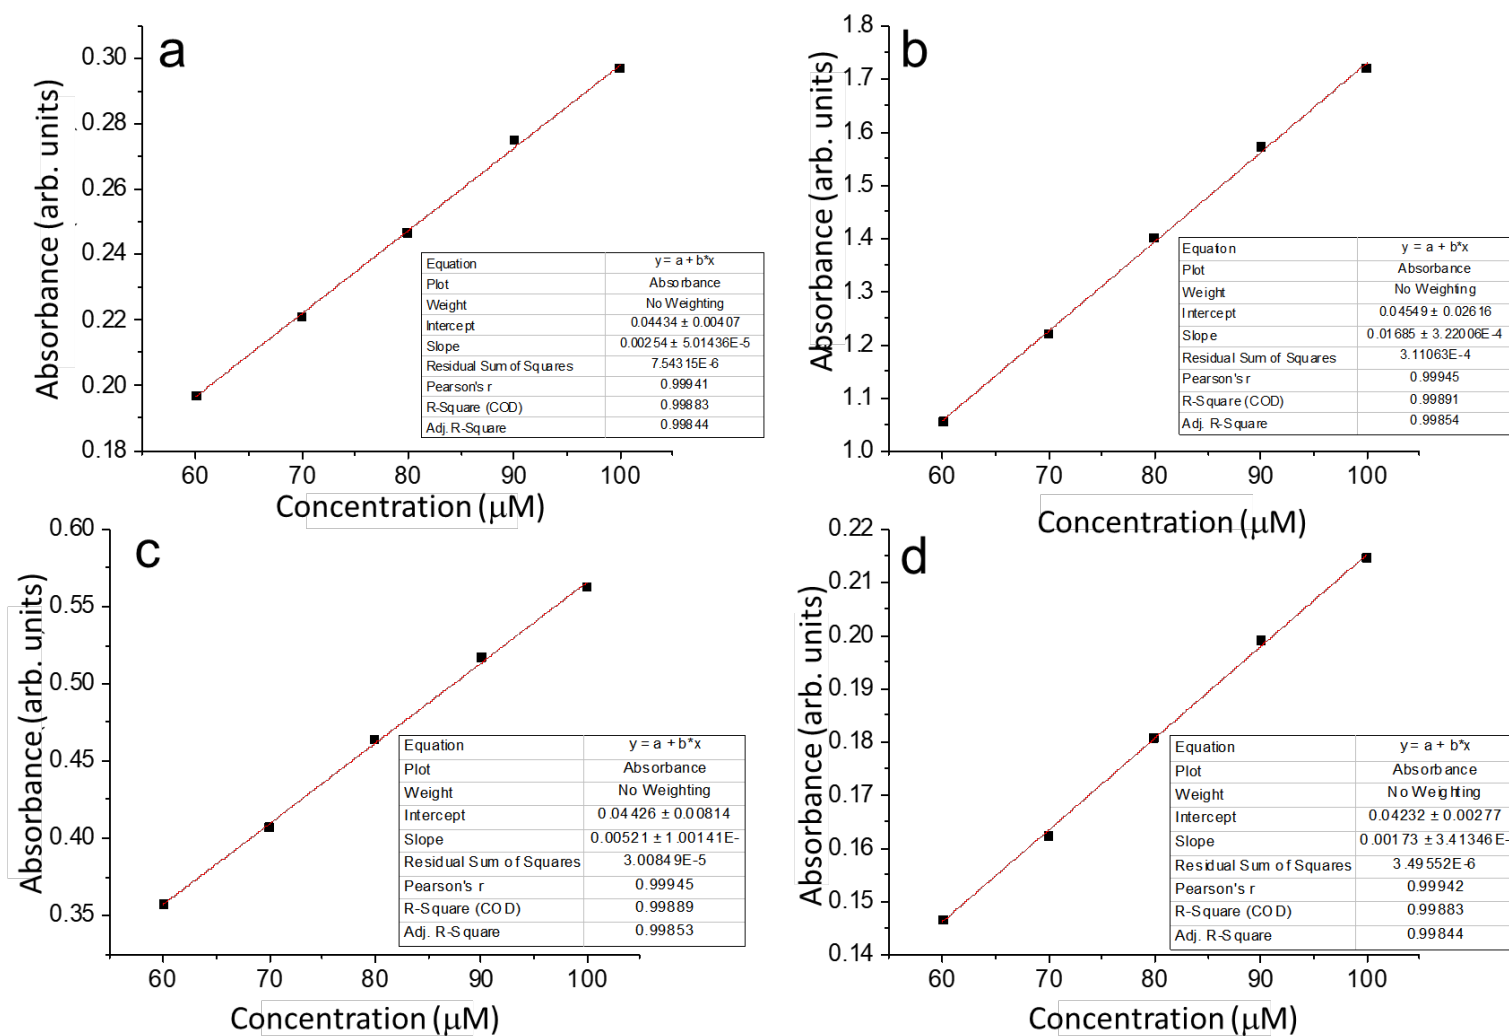 a
Absorbance (arb. units)
0.30
0.28
0.26
0.24
0.22
0.20
0.18
Equation y = a + b*x
Plot Absorbance
Weight No Weighting
Intercept 0.04434 ± 0.00407
Slope 0.00254 ± 5.01436E-5
Residual Sum of Squares 7.54315E-6
Pearson's r 0.99941
R-Square (COD) 0.99883
Adj. R-Square 0.99844
60 70 80 90 100
Concentration (μM)
b
Absorbance (arb. units)
1.8
1.7
1.6
1.5
1.4
1.3
1.2
1.1
1.0
Equation y = a + b*x
Plot Absorbance
Weight No Weighting
Intercept 0.04549 ± 0.02616
Slope 0.01685 ± 3.22006E-4
Residual Sum of Squares 3.11063E-4
Pearson's r 0.99945
R-Square (COD) 0.99891
Adj. R-Square 0.99854
60 70 80 90 100
Concentration (μM)
c
Absorbance (arb. units)
0.60
0.55
0.50
0.45
0.40
0.35
Equation y = a + b*x
Plot Absorbance
Weight No Weighting
Intercept 0.04426 ± 0.00814
Slope 0.00521 ± 1.00141E-
Residual Sum of Squares 3.00849E-5
Pearson's r 0.99945
R-Square (COD) 0.99889
Adj. R-Square 0.99853
60 70 80 90 100
Concentration (μM)
d
Absorbance (arb. units)
0.22
0.21
0.20
0.19
0.18
0.17
0.16
0.15
0.14
Equation y = a + b*x
Plot Absorbance
Weight No Weighting
Intercept 0.04232 ± 0.00277
Slope 0.00173 ± 3.41346E-
Residual Sum of Squares 3.49552E-6
Pearson's r 0.99942
R-Square (COD) 0.99883
Adj. R-Square 0.99844
60 70 80 90 100
Concentration (μM)